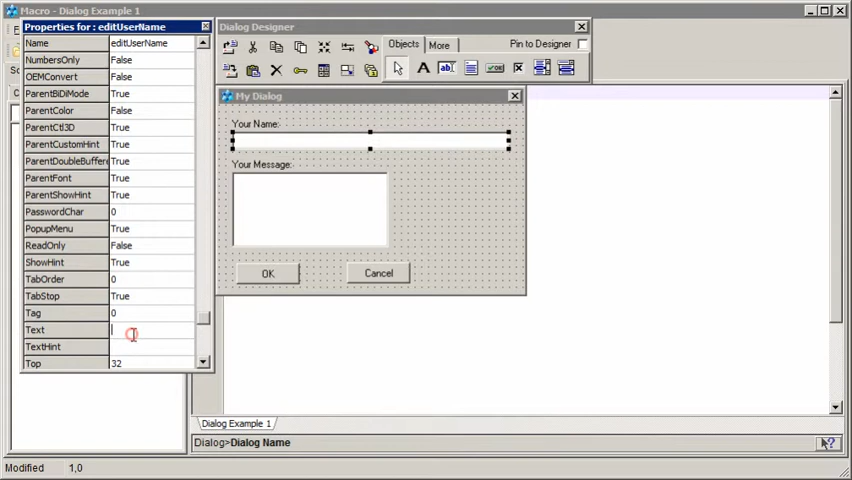 Macro - Dialog Example 1
Properties for : editUserName
Name editUserName
NumbersOnly False
OEMConvert False
ParentBiDiMode True
ParentColor False
ParentCtl3D True
ParentCustomHint True
ParentDoubleBuffere True
ParentFont True
ParentShowHint True
PasswordChar 0
PopupMenu True
ReadOnly False
ShowHint True
TabOrder 0
TabStop True
Tag 0
Text
TextHint
Top 32
Dialog Designer
Objects More Pin to Designer
A ab OK
My Dialog
Your Name:
Your Message:
OK Cancel
Dialog Example 1
Dialog>Dialog Name
Modified 1,0